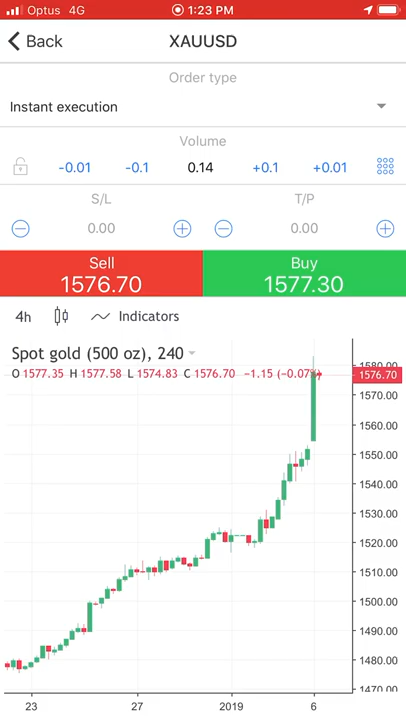 Optus 4G 1:23 PM
Back XAUUSD
Order type
Instant execution
Volume
-0.01 -0.1 0.14 +0.1 +0.01
S/L T/P
0.00 0.00
Sell Buy
1576.70 1577.30
4h Indicators
Spot gold (500 oz), 240
O 1577.35 H 1577.58 L 1574.83 C 1576.70 −1.15 (−0.07%)
1580.00
1576.70
1570.00
1560.00
1550.00
1540.00
1530.00
1520.00
1510.00
1500.00
1490.00
1480.00
1470.00
23 27 2019 6